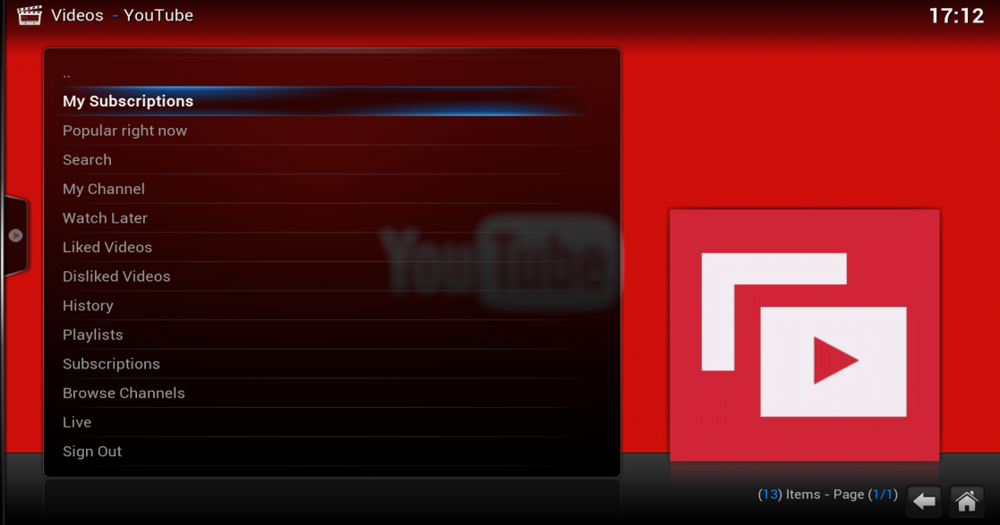 Videos - YouTube
17:12
..
My Subscriptions
Popular right now
Search
My Channel
Watch Later
Liked Videos
Disliked Videos
History
Playlists
Subscriptions
Browse Channels
Live
Sign Out
YouTube
(13) Items - Page (1/1)